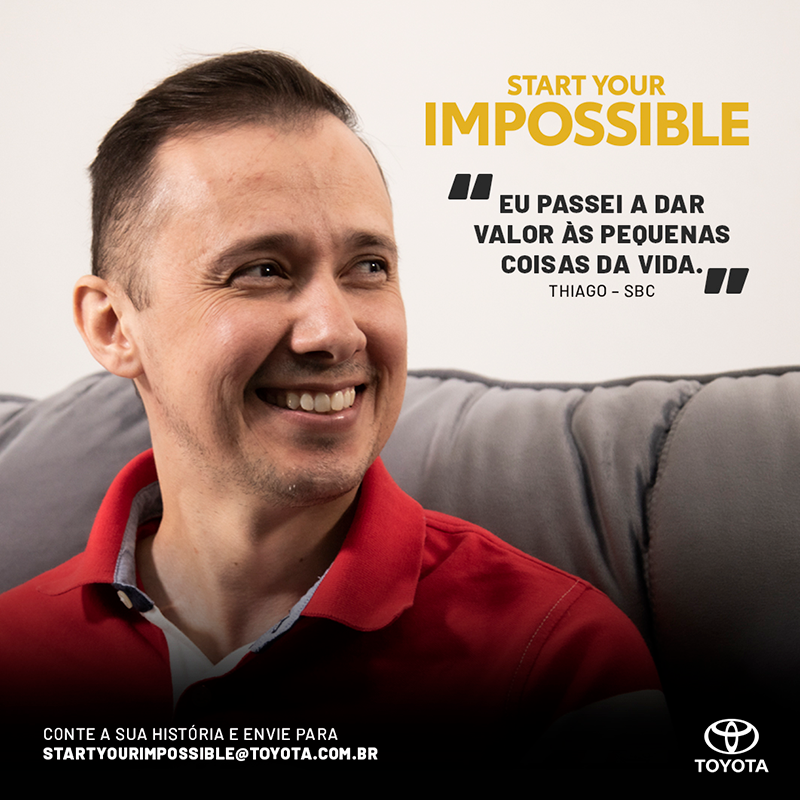 START YOUR
IMPOSSIBLE
"EU PASSEI A DAR
VALOR ÀS PEQUENAS
COISAS DA VIDA."
THIAGO – SBC
CONTE A SUA HISTÓRIA E ENVIE PARA
STARTYOURIMPOSSIBLE@TOYOTA.COM.BR
TOYOTA